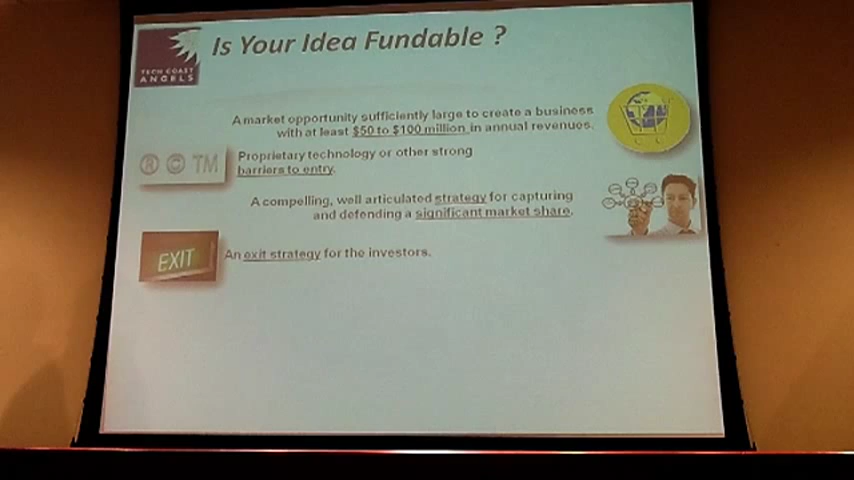 TECH COAST
ANGELS
Is Your Idea Fundable ?
A market opportunity sufficiently large to create a business
with at least $50 to $100 million in annual revenues.
® © TM
Proprietary technology or other strong
barriers to entry.
A compelling, well articulated strategy for capturing
and defending a significant market share.
EXIT
An exit strategy for the investors.